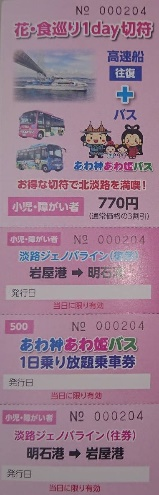 № 000204
花・食巡り1day切符
高速船
往復
+
バス
あわ神あわ姫バス
お得な切符で北淡路を満喫！
小児・障がい者
770円
(通常価格の3割引)
小児・障がい者 № 000204
淡路ジェノバライン(復券)
岩屋港 → 明石港
発行日
当日に限り有効
500 № 000204
あわ神あわ姫バス
1日乗り放題乗車券
発行日
当日に限り有効
小児・障がい者 № 000204
淡路ジェノバライン(往券)
明石港 → 岩屋港
発行日
当日に限り有効